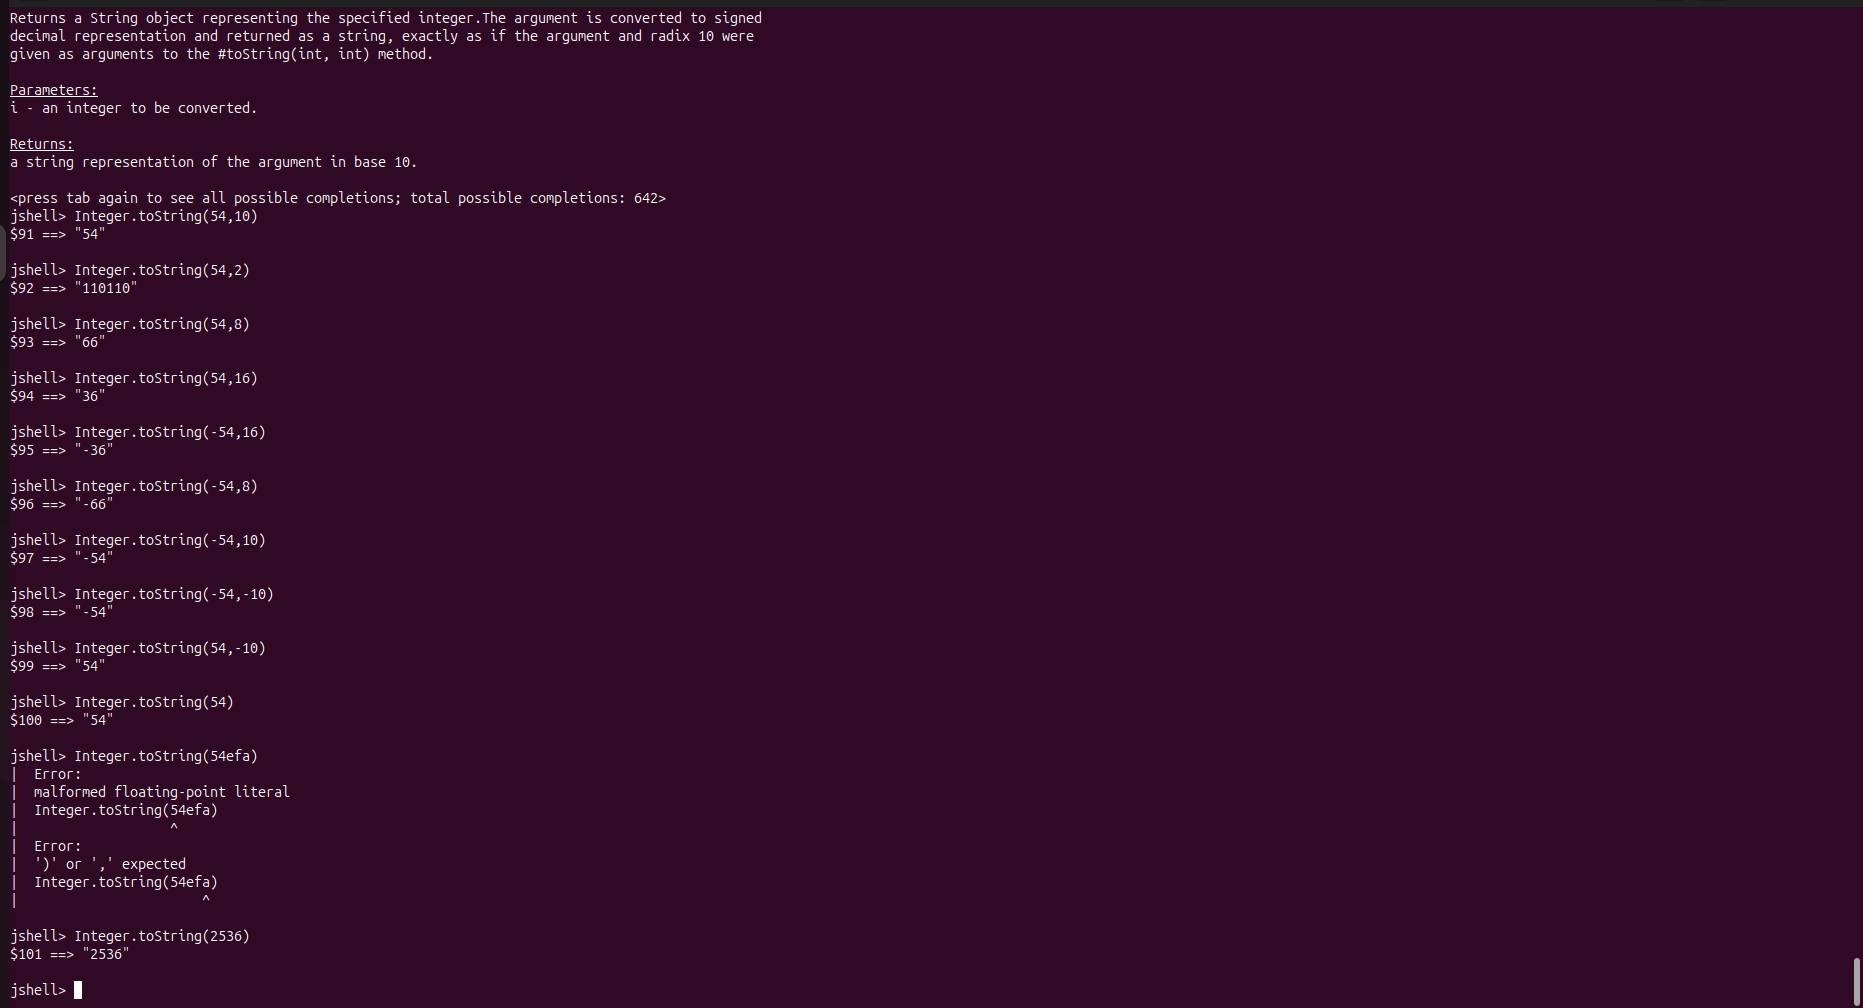 Returns a String object representing the specified integer.The argument is converted to signed
decimal representation and returned as a string, exactly as if the argument and radix 10 were
given as arguments to the #toString(int, int) method.
Parameters:
i - an integer to be converted.
Returns:
a string representation of the argument in base 10.
<press tab again to see all possible completions; total possible completions: 642>
jshell> Integer.toString(54,10)
$91 ==> "54"
jshell> Integer.toString(54,2)
$92 ==> "110110"
jshell> Integer.toString(54,8)
$93 ==> "66"
jshell> Integer.toString(54,16)
$94 ==> "36"
jshell> Integer.toString(-54,16)
$95 ==> "-36"
jshell> Integer.toString(-54,8)
$96 ==> "-66"
jshell> Integer.toString(-54,10)
$97 ==> "-54"
jshell> Integer.toString(-54,-10)
$98 ==> "-54"
jshell> Integer.toString(54,-10)
$99 ==> "54"
jshell> Integer.toString(54)
$100 ==> "54"
jshell> Integer.toString(54efa)
|  Error:
|  malformed floating-point literal
|  Integer.toString(54efa)
|                   ^
|  Error:
|  ')' or ',' expected
|  Integer.toString(54efa)
|                       ^
jshell> Integer.toString(2536)
$101 ==> "2536"
jshell>